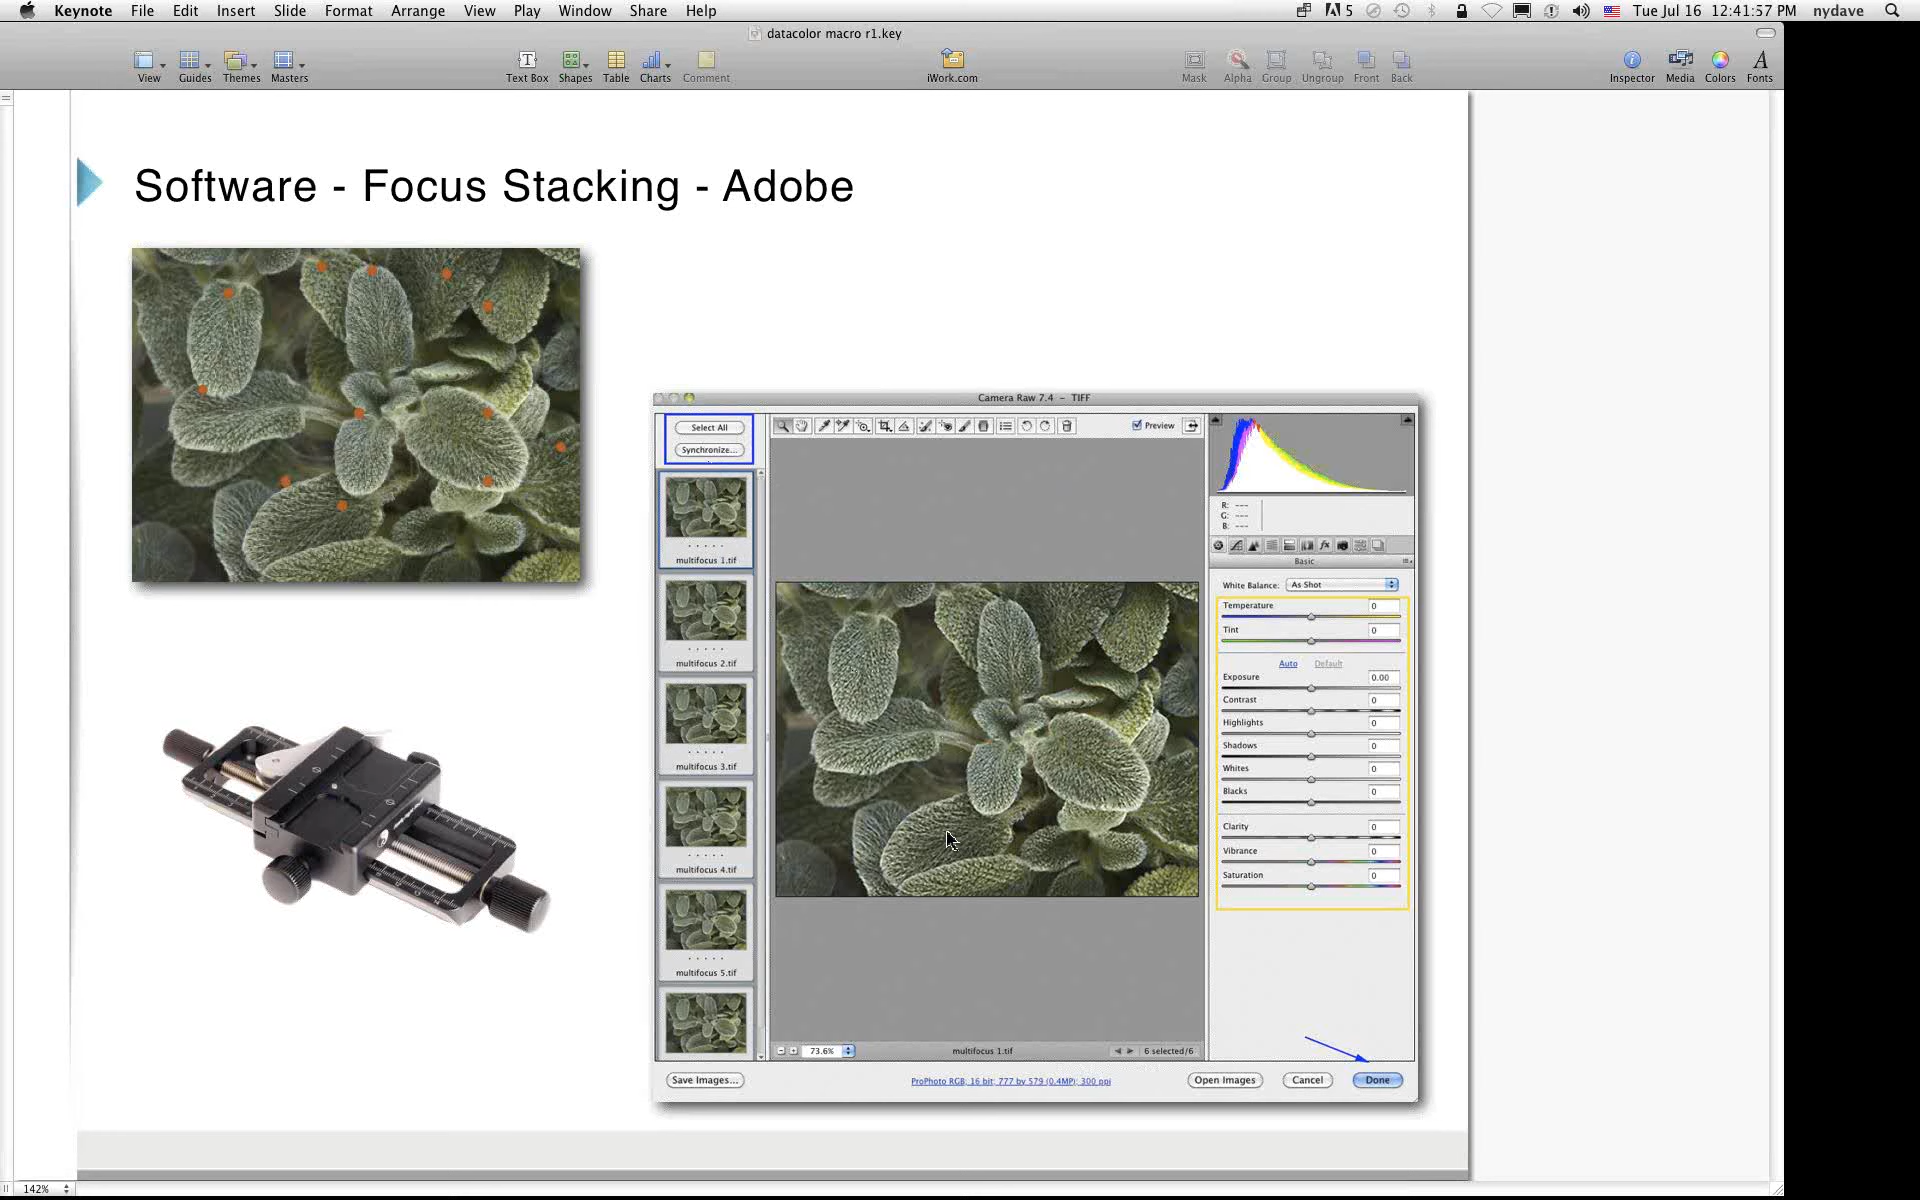 Keynote File Edit Insert Slide Format Arrange View Play Window Share Help 5 Tue Jul 16 12:41:57 PM nydave
datacolor macro r1.key
View Guides Themes Masters Text Box Shapes Table Charts Comment iWork.com Mask Alpha Group Ungroup Front Back Inspector Media Colors Fonts
Software - Focus Stacking - Adobe
Camera Raw 7.4 - TIFF
Select All
Synchronize...
Preview
multifocus 1.tif
multifocus 2.tif
multifocus 3.tif
multifocus 4.tif
multifocus 5.tif
R: ---
G: ---
B: ---
Basic
White Balance: As Shot
Temperature 0
Tint 0
Auto Default
Exposure 0.00
Contrast 0
Highlights 0
Shadows 0
Whites 0
Blacks 0
Clarity 0
Vibrance 0
Saturation 0
73.6% multifocus 1.tif 6 selected/6
Save Images... ProPhoto RGB; 16 bit; 777 by 579 (0.4MP); 300 ppi Open Images Cancel Done
142%